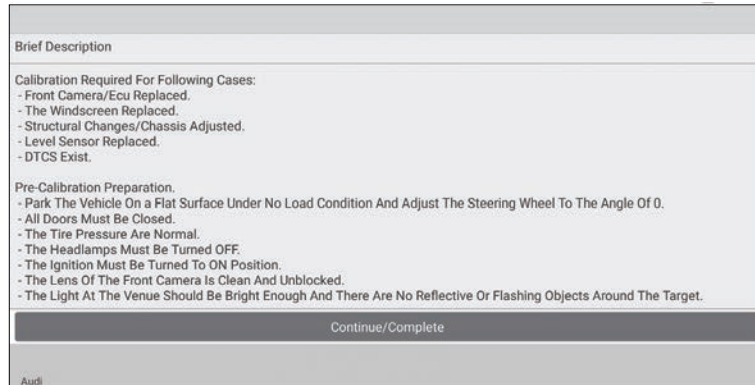 Brief Description
Calibration Required For Following Cases:
- Front Camera/Ecu Replaced.
- The Windscreen Replaced.
- Structural Changes/Chassis Adjusted.
- Level Sensor Replaced.
- DTCS Exist.
Pre-Calibration Preparation.
- Park The Vehicle On a Flat Surface Under No Load Condition And Adjust The Steering Wheel To The Angle Of 0.
- All Doors Must Be Closed.
- The Tire Pressure Are Normal.
- The Headlamps Must Be Turned OFF.
- The Ignition Must Be Turned To ON Position.
- The Lens Of The Front Camera Is Clean And Unblocked.
- The Light At The Venue Should Be Bright Enough And There Are No Reflective Or Flashing Objects Around The Target.
Continue/Complete
Audi